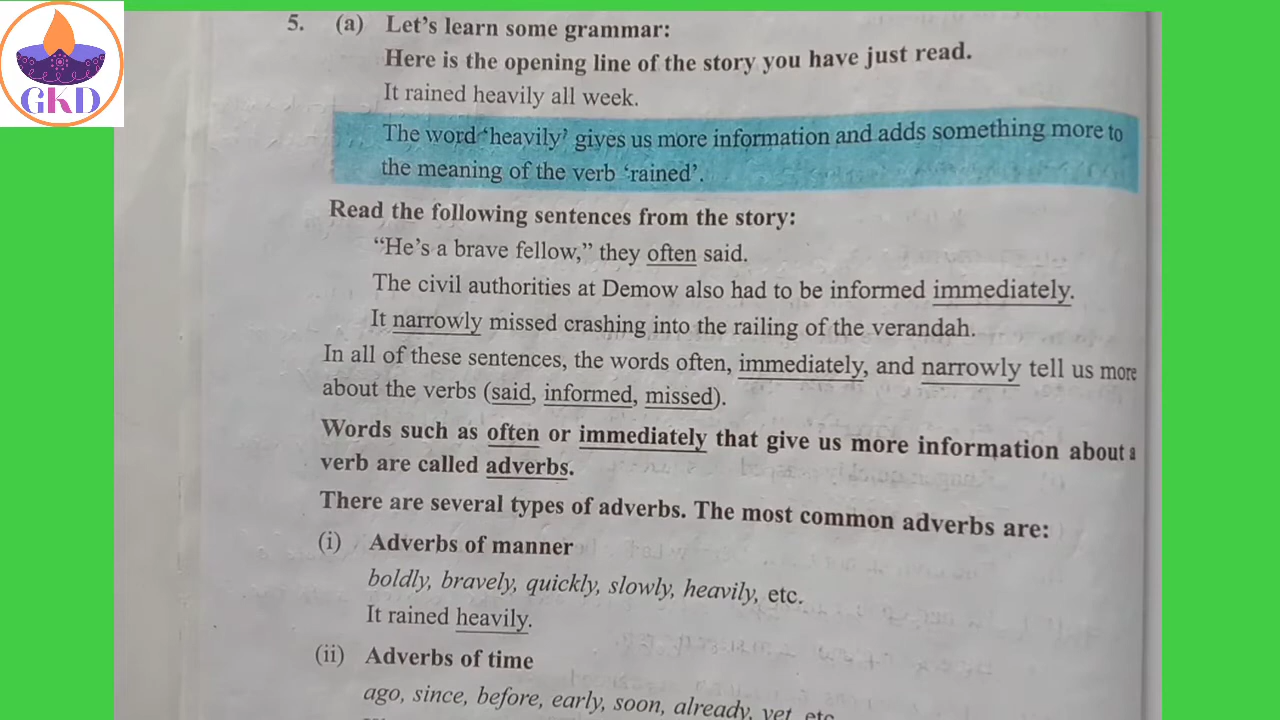 GKD
5. (a) Let's learn some grammar:
Here is the opening line of the story you have just read.
It rained heavily all week.
The word 'heavily' gives us more information and adds something more to
the meaning of the verb 'rained'.
Read the following sentences from the story:
"He's a brave fellow," they often said.
The civil authorities at Demow also had to be informed immediately.
It narrowly missed crashing into the railing of the verandah.
In all of these sentences, the words often, immediately, and narrowly tell us more
about the verbs (said, informed, missed).
Words such as often or immediately that give us more information about a
verb are called adverbs.
There are several types of adverbs. The most common adverbs are:
(i) Adverbs of manner
boldly, bravely, quickly, slowly, heavily, etc.
It rained heavily.
(ii) Adverbs of time
ago, since, before, early, soon, already, yet, etc